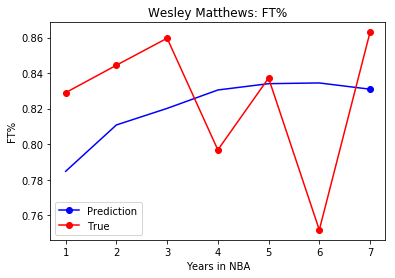 Wesley Matthews: FT%
FT%
0.86
0.84
0.82
0.80
0.78
0.76
Prediction
True
1 2 3 4 5 6 7
Years in NBA